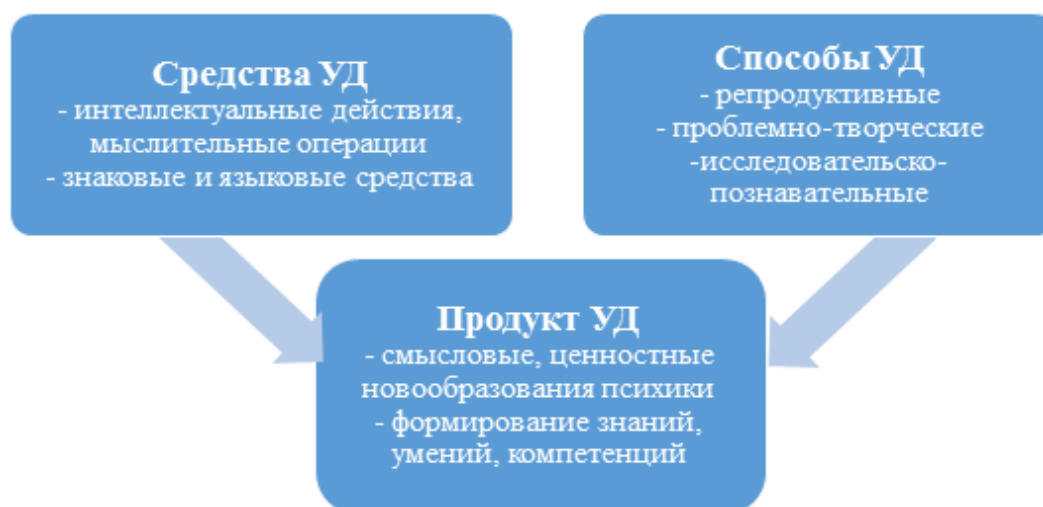 Средства УД
- интеллектуальные действия,
мыслительные операции
- знаковые и языковые средства
Способы УД
- репродуктивные
- проблемно-творческие
-исследовательско-
познавательные
Продукт УД
- смысловые, ценностные
новообразования психики
- формирование знаний,
умений, компетенций